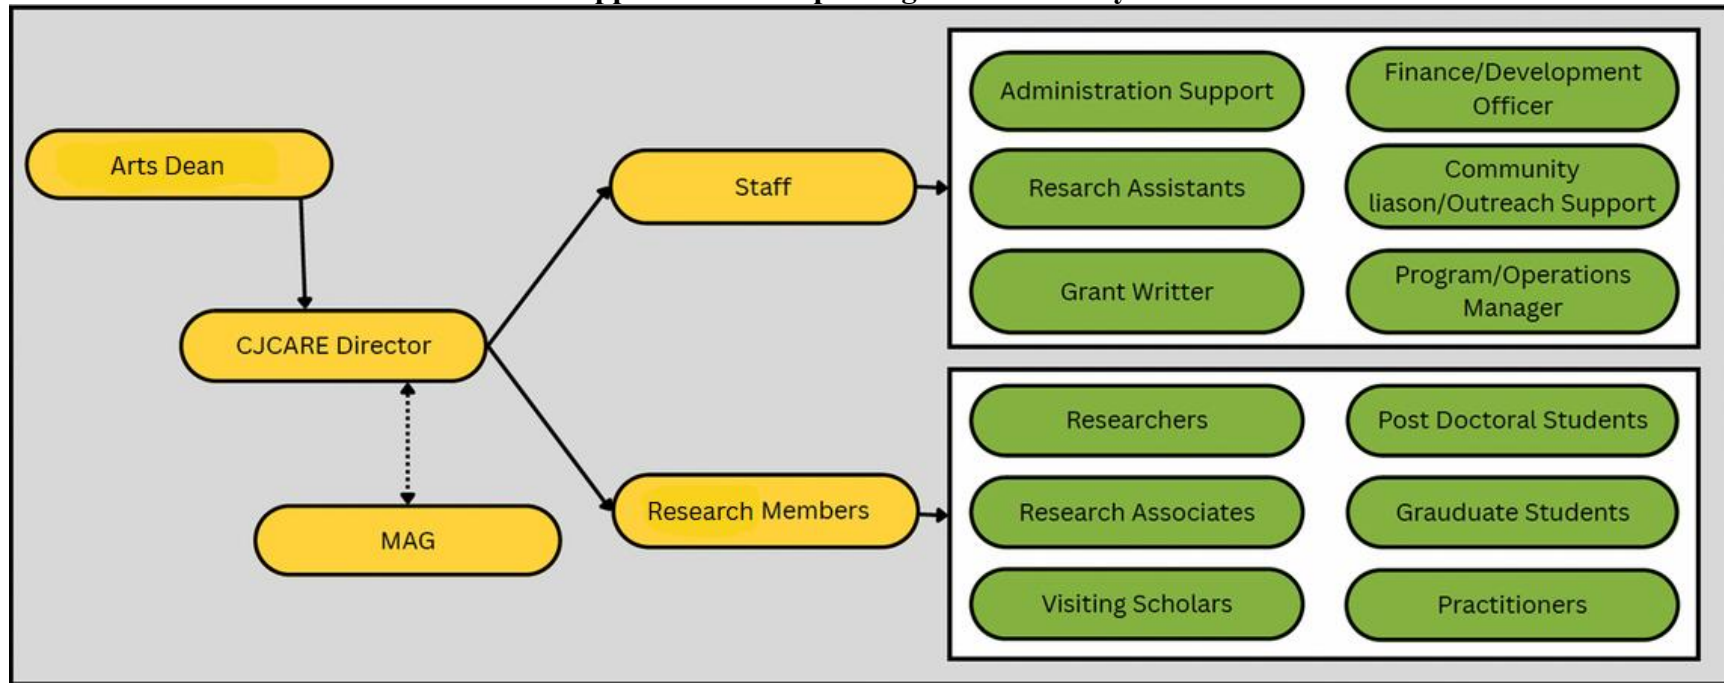 Arts Dean
CJCARE Director
MAG
Staff
Research Members
Administration Support
Finance/Development
Officer
Resarch Assistants
Community
liason/Outreach Support
Grant Writter
Program/Operations
Manager
Researchers
Post Doctoral Students
Research Associates
Grauduate Students
Visiting Scholars
Practitioners